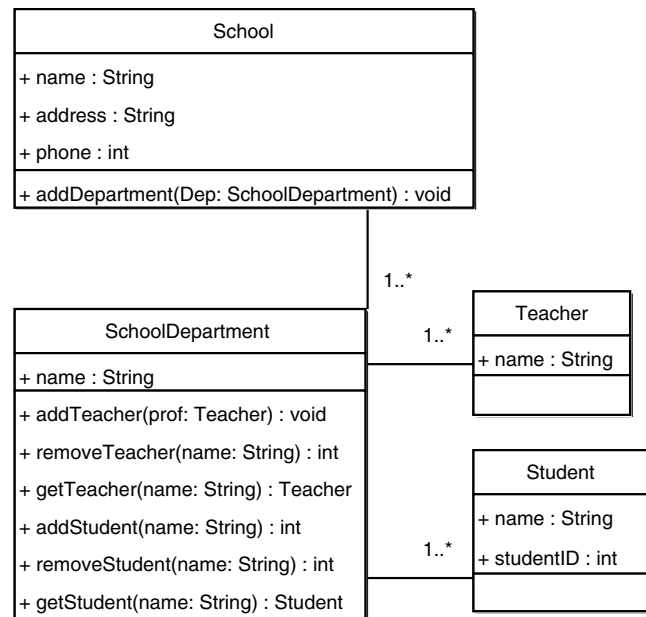 School
+ name : String
+ address : String
+ phone : int
+ addDepartment(Dep: SchoolDepartment) : void
1..*
SchoolDepartment
+ name : String
+ addTeacher(prof: Teacher) : void
+ removeTeacher(name: String) : int
+ getTeacher(name: String) : Teacher
+ addStudent(name: String) : int
+ removeStudent(name: String) : int
+ getStudent(name: String) : Student
1..*
Teacher
+ name : String
1..*
Student
+ name : String
+ studentID : int